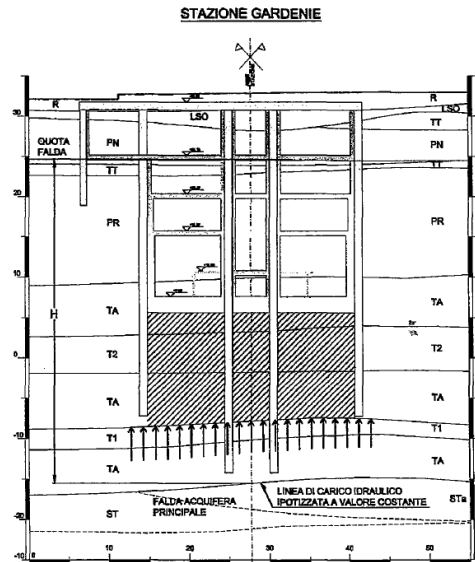 STAZIONE GARDENIE
R
R
LSO
LSO
TT
QUOTA
FALDA
PN
PN
TT
TT
PR
PR
H
TA
TA
T2
T2
TA
TA
T1
T1
TA
TA
LINEA DI CARICO IDRAULICO
IPOTIZZATA A VALORE COSTANTE
FALDA ACQUIFERA
PRINCIPALE
ST
STa
30
20
10
0
-10
-20
0 10 20 30 40 50